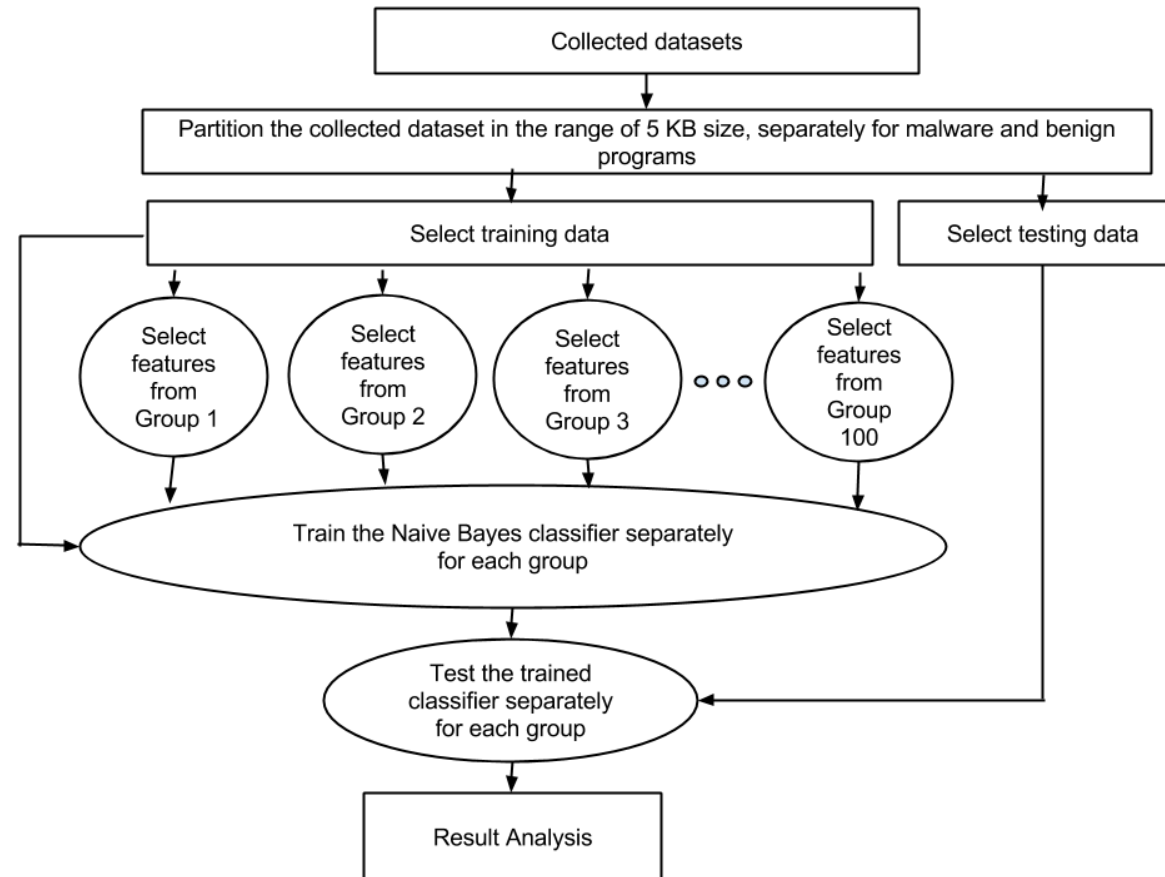 Collected datasets
Partition the collected dataset in the range of 5 KB size, separately for malware and benign
programs
Select training data
Select testing data
Select
features
from
Group 1
Select
features
from
Group 2
Select
features
from
Group 3
Select
features
from
Group
100
Train the Naive Bayes classifier separately
for each group
Test the trained
classifier separately
for each group
Result Analysis